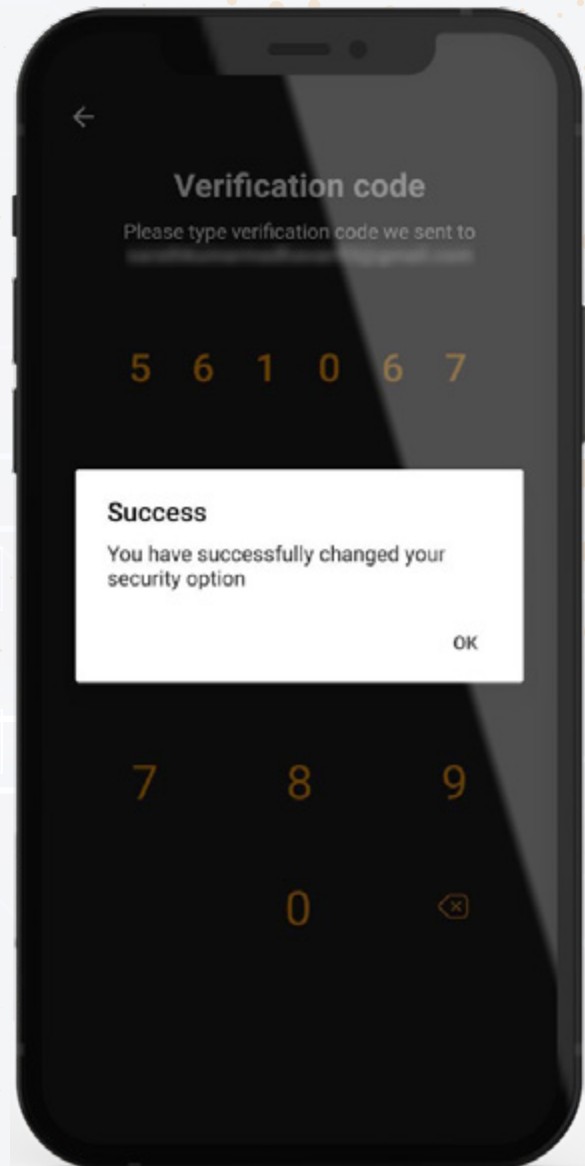 Verification code
Please type verification code we sent to
5 6 1 0 6 7
Success
You have successfully changed your
security option
OK
7 8 9
0